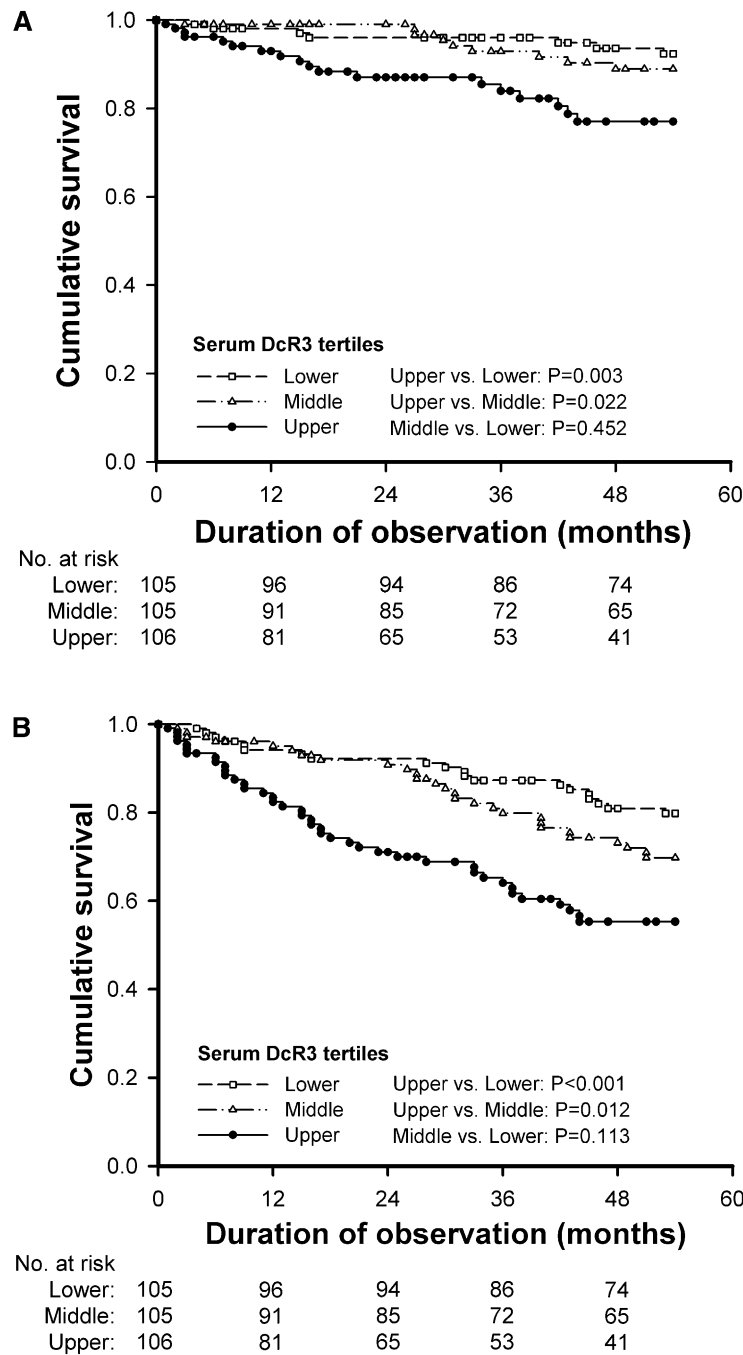 A
1.0
0.8
0.6
0.4
0.2
0.0
Cumulative survival
Serum DcR3 tertiles
Lower Upper vs. Lower: P=0.003
Middle Upper vs. Middle: P=0.022
Upper Middle vs. Lower: P=0.452
0 12 24 36 48 60
Duration of observation (months)
No. at risk
Lower: 105 96 94 86 74
Middle: 105 91 85 72 65
Upper: 106 81 65 53 41
B
1.0
0.8
0.6
0.4
0.2
0.0
Cumulative survival
Serum DcR3 tertiles
Lower Upper vs. Lower: P<0.001
Middle Upper vs. Middle: P=0.012
Upper Middle vs. Lower: P=0.113
0 12 24 36 48 60
Duration of observation (months)
No. at risk
Lower: 105 96 94 86 74
Middle: 105 91 85 72 65
Upper: 106 81 65 53 41